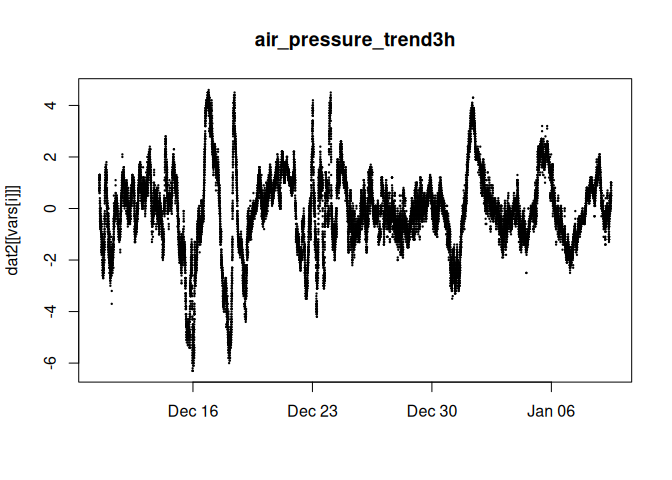 air_pressure_trend3h
dat2[[vars[i]]]
4
2
0
-2
-4
-6
Dec 16
Dec 23
Dec 30
Jan 06